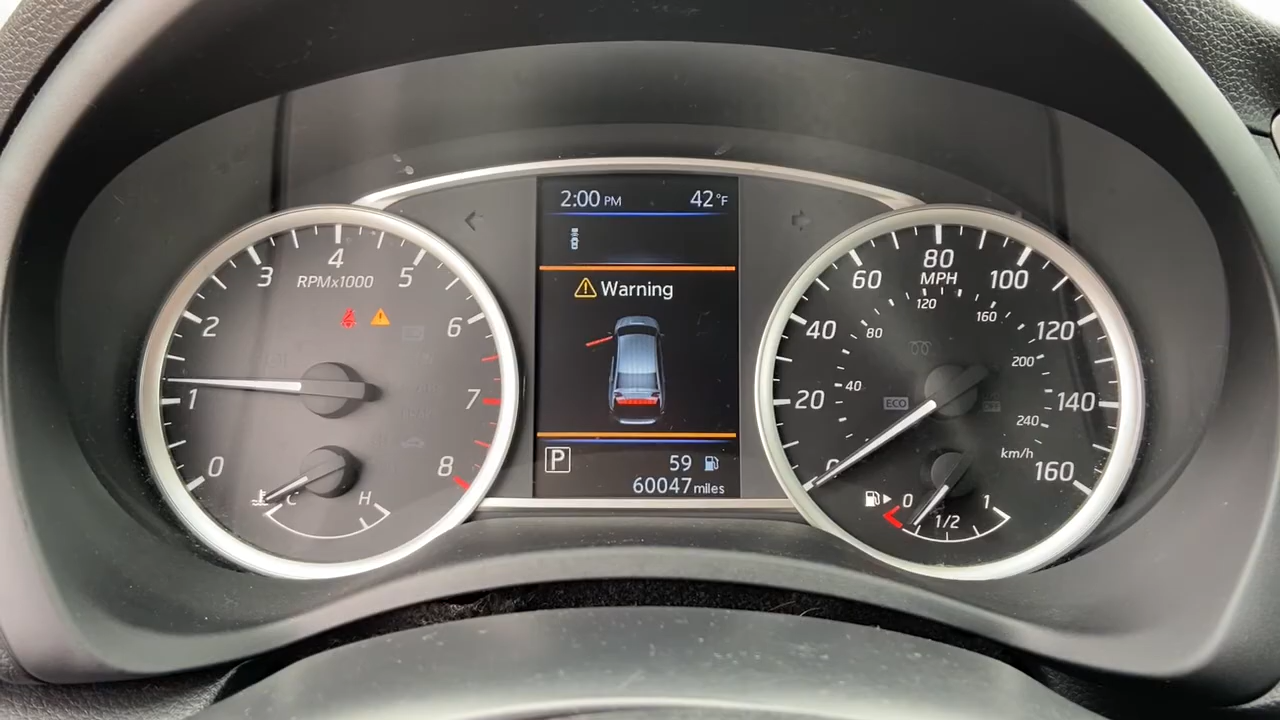 2:00 PM 42°F
Warning
P
59
60047 miles
0
1
2
3
4
5
6
7
8
RPMx1000
C H
0
20
40
60
80
100
120
140
160
MPH
40
80
120
160
200
240
km/h
ECO
0 1/2 1